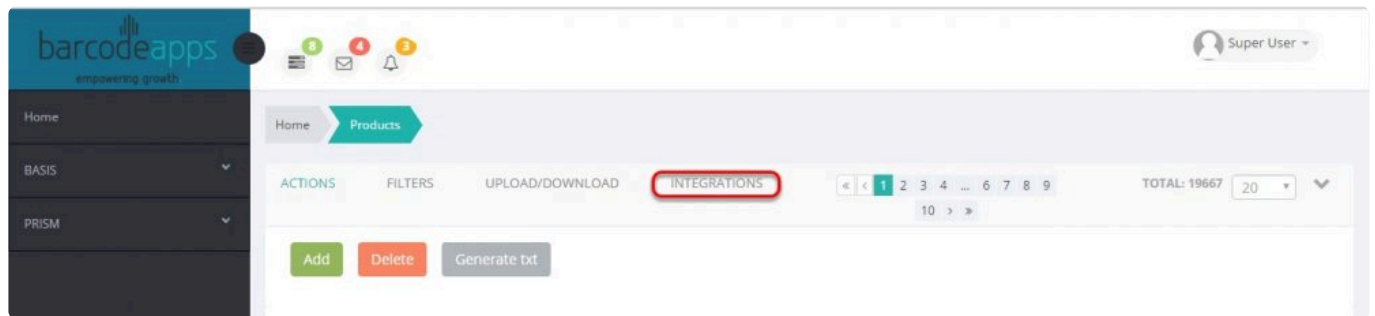 barcodeapps
empowering growth
8 4 3
Super User
Home
BASIS
PRISM
Home Products
ACTIONS FILTERS UPLOAD/DOWNLOAD INTEGRATIONS
« < 1 2 3 4 ... 6 7 8 9
10 > »
TOTAL: 19667 20
Add Delete Generate txt